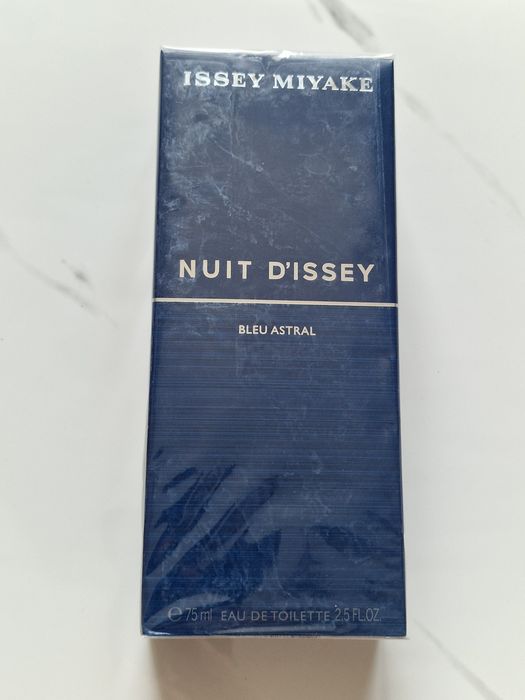 ISSEY MIYAKE
NUIT D'ISSEY
BLEU ASTRAL
℮ 75 ml EAU DE TOILETTE 2.5 FL.OZ.